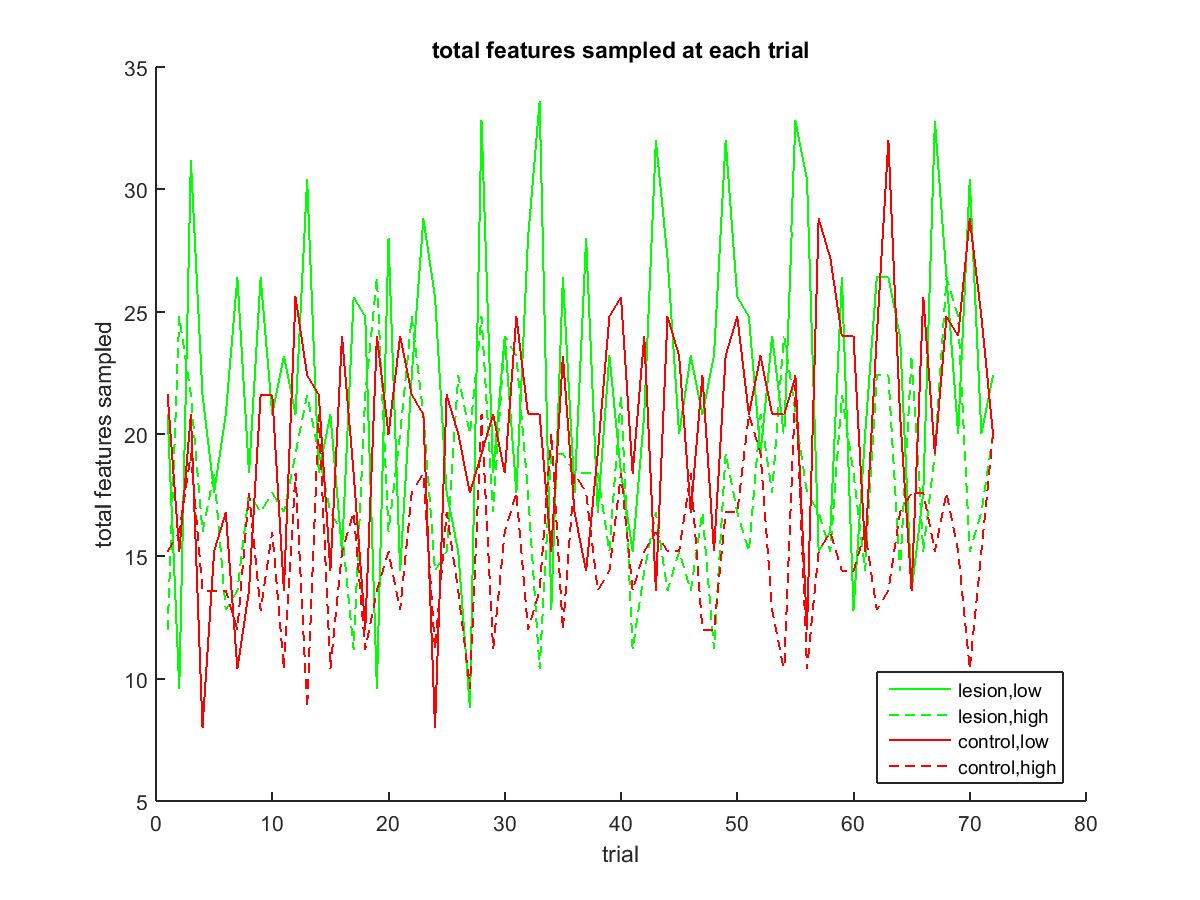 total features sampled at each trial
35
30
25
20
15
10
5
total features sampled
0 10 20 30 40 50 60 70 80
trial
lesion,low
lesion,high
control,low
control,high